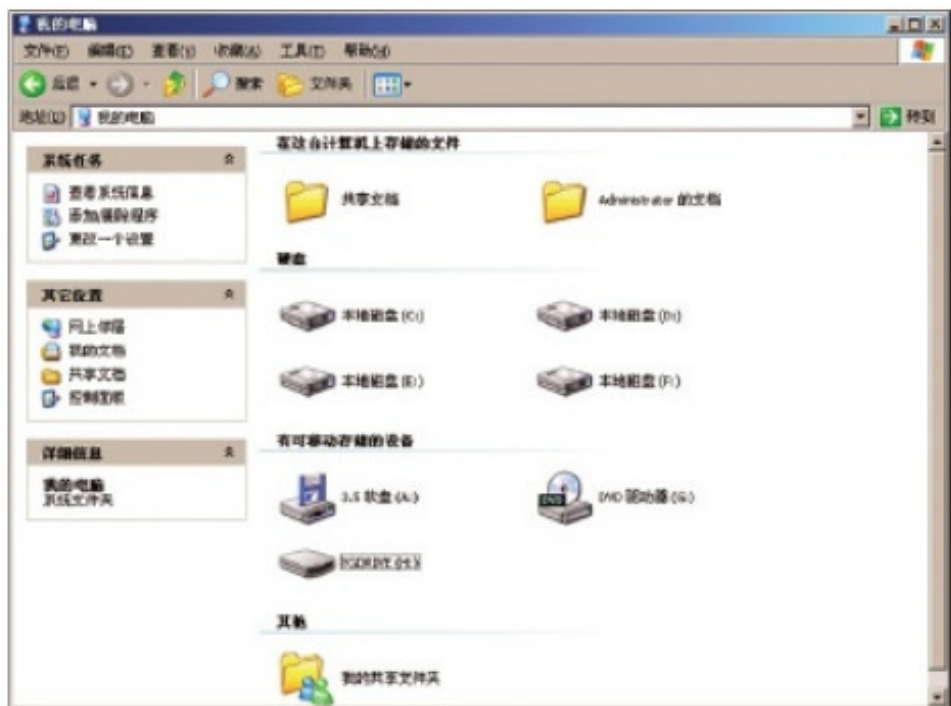 我的电脑
文件(F) 编辑(E) 查看(V) 收藏(A) 工具(T) 帮助(H)
后退 搜索 文件夹
地址(D) 我的电脑 转到
系统任务
查看系统信息
添加/删除程序
更改一个设置
其它位置
网上邻居
我的文档
共享文档
控制面板
详细信息
我的电脑
系统文件夹
在这台计算机上存储的文件
共享文档 Administrator 的文档
硬盘
本地磁盘 (C:) 本地磁盘 (D:)
本地磁盘 (E:) 本地磁盘 (F:)
有可移动存储的设备
3.5 软盘 (A:) DVD 驱动器 (G:)
DVD
(H:)
其他
我的共享文件夹